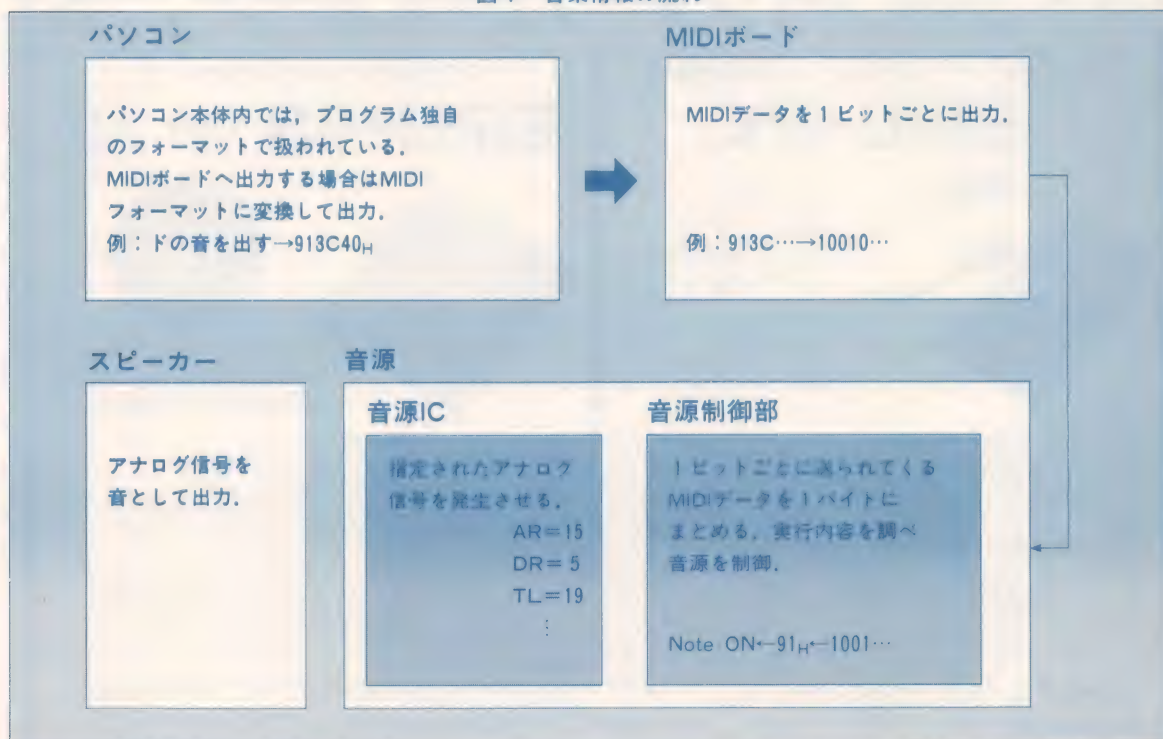 パソコン
パソコン本体内では，プログラム独自
のフォーマットで扱われている．
MIDIボードへ出力する場合はMIDI
フォーマットに変換して出力．
例：ドの音を出す→913C40H
MIDIボード
MIDIデータを1ビットごとに出力．
例：913C…→10010…
スピーカー
アナログ信号を
音として出力．
音源
音源IC
指定されたアナログ
信号を発生させる．
AR＝15
DR＝5
TL＝19
⋮
音源制御部
1ビットごとに送られてくる
MIDIデータを1バイトに
まとめる．実行内容を調べ
音源を制御．
Note ON←91H←1001…